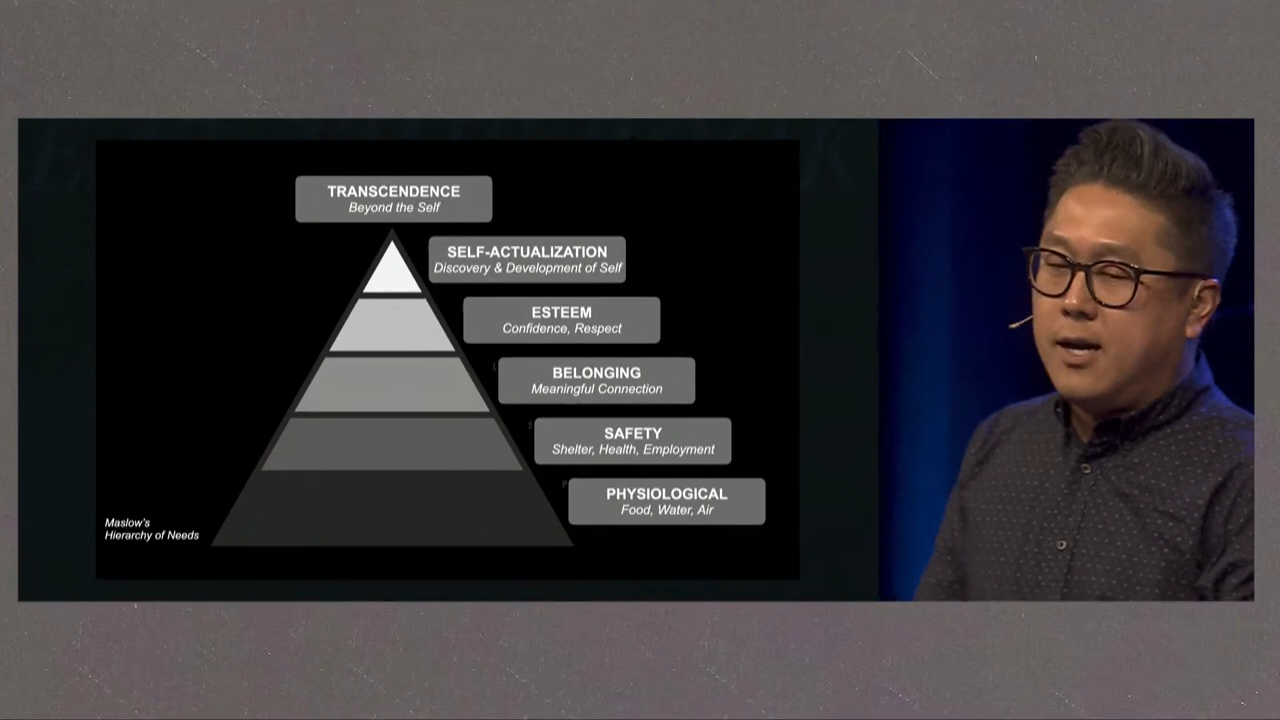 TRANSCENDENCE
Beyond the Self
SELF-ACTUALIZATION
Discovery & Development of Self
ESTEEM
Confidence, Respect
BELONGING
Meaningful Connection
SAFETY
Shelter, Health, Employment
PHYSIOLOGICAL
Food, Water, Air
Maslow's
Hierarchy of Needs